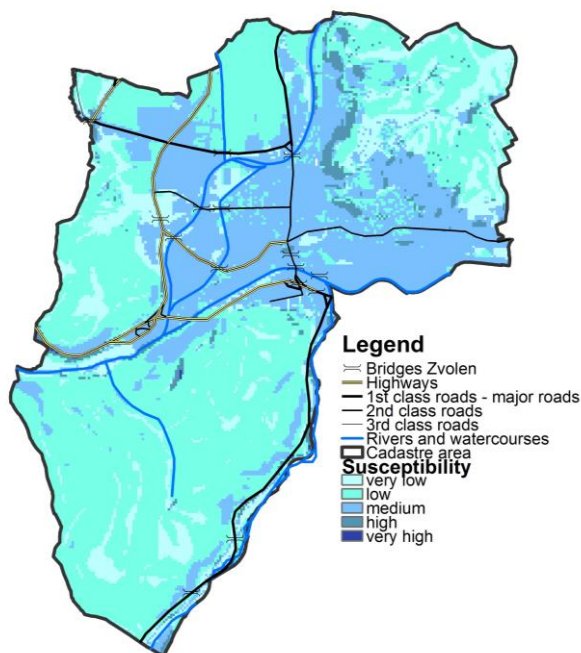 Legend
Bridges Zvolen
Highways
1st class roads - major roads
2nd class roads
3rd class roads
Rivers and watercourses
Cadastre area
Susceptibility
very low
low
medium
high
very high